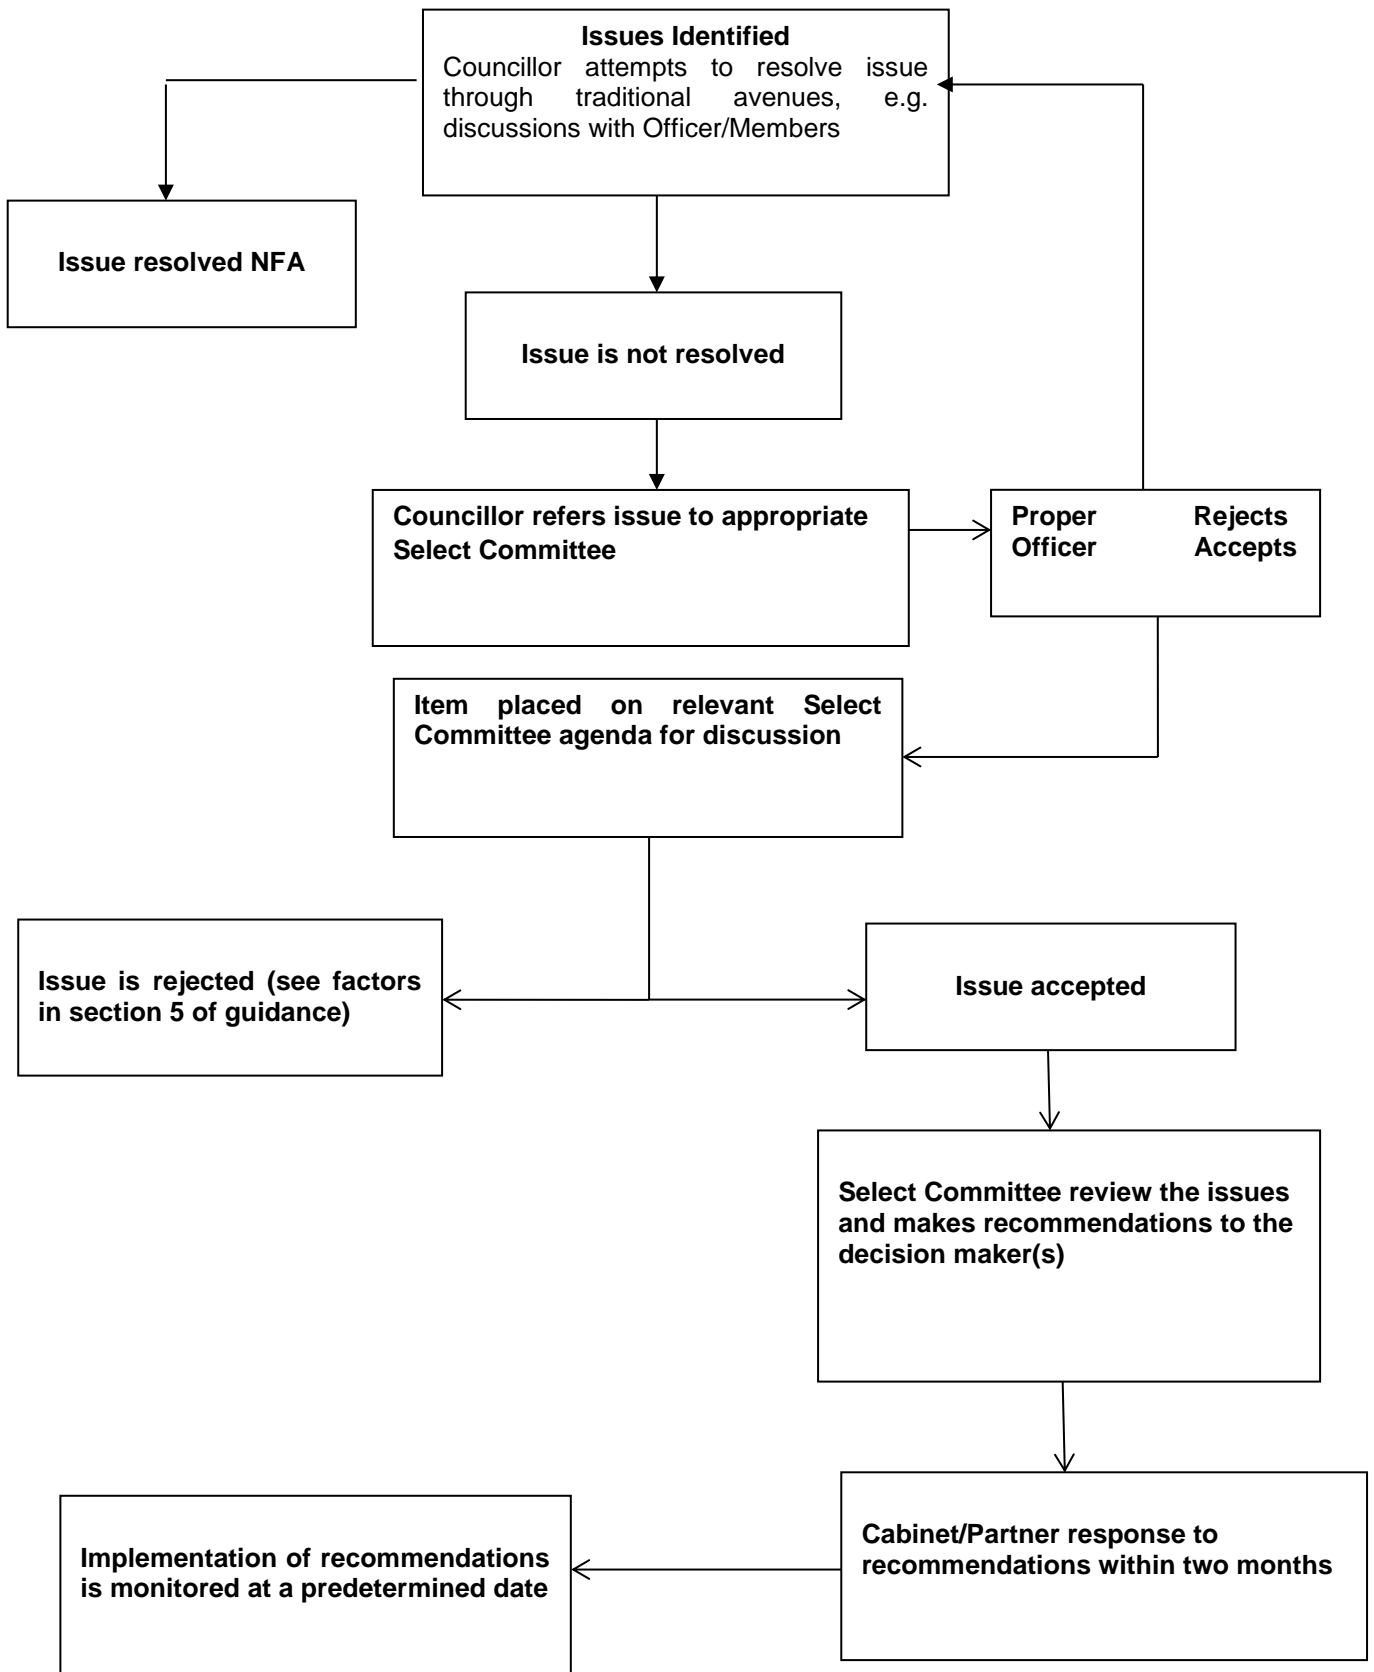 Issues Identified
Councillor attempts to resolve issue
through traditional avenues, e.g.
discussions with Officer/Members
Issue resolved NFA
Issue is not resolved
Councillor refers issue to appropriate
Select Committee
Proper Rejects
Officer Accepts
Item placed on relevant Select
Committee agenda for discussion
Issue is rejected (see factors
in section 5 of guidance)
Issue accepted
Select Committee review the issues
and makes recommendations to the
decision maker(s)
Cabinet/Partner response to
recommendations within two months
Implementation of recommendations
is monitored at a predetermined date